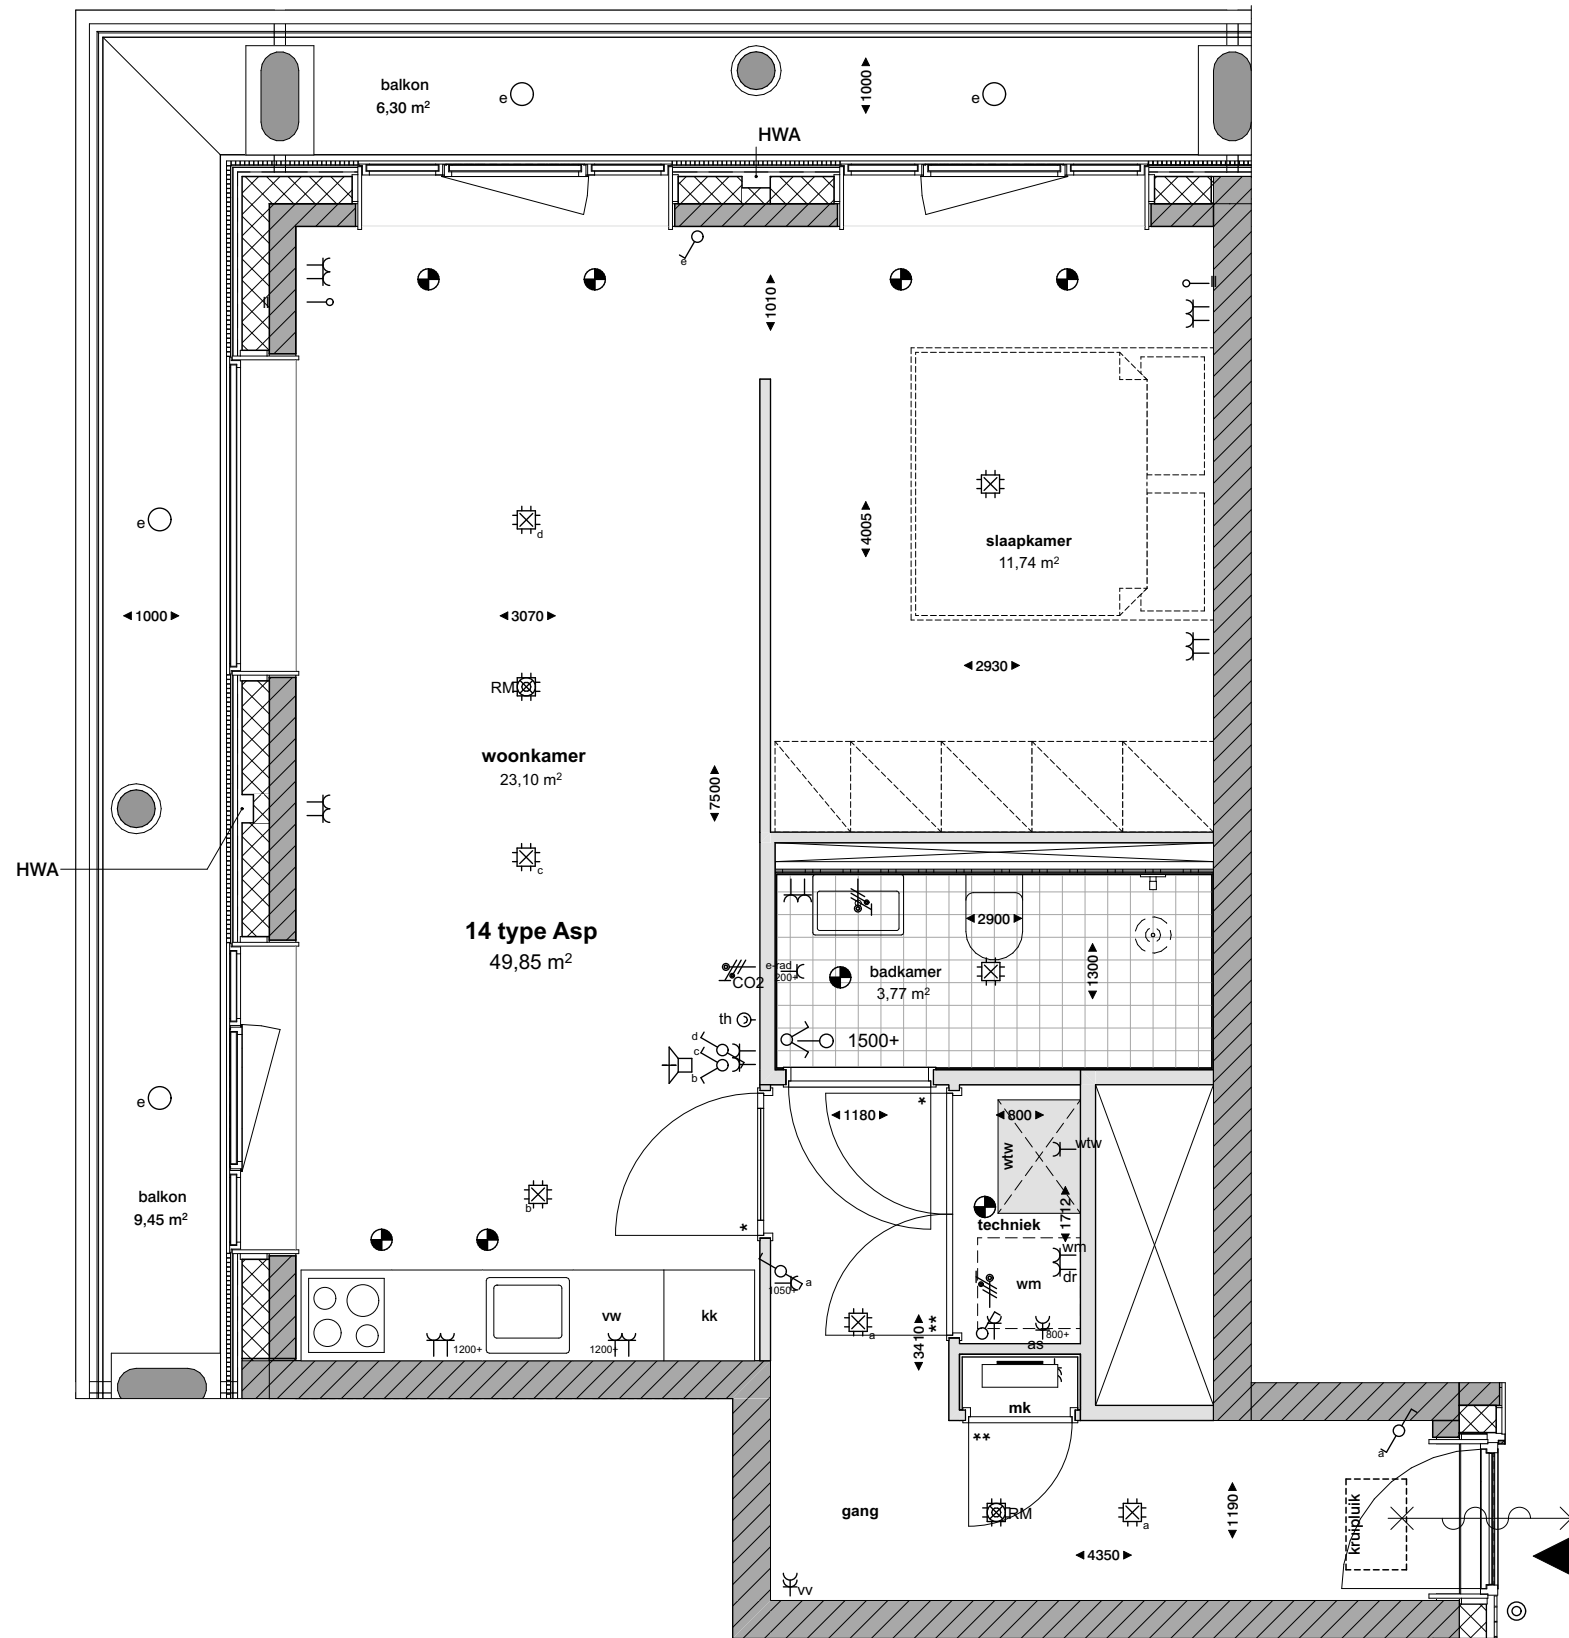 balkon
6,30 m²
e
e
1000
HWA
e
1010
d
e
slaapkamer
11,74 m²
4005
1000
3070
2930
RM
woonkamer
23,10 m²
7500
c
HWA
14 type Asp
49,85 m²
2900
1300
e-rad
200+
CO2
badkamer
3,77 m²
th
1500+
d
c
b
e
*
1180
*
800
wtw
wtw
1712
balkon
9,45 m²
b
*
techniek
wm
dr
wm
a
1050+
vw
kk
1200+
1200+
a
3410
**
800+
as
mk
**
a
gang
RM
a
1190
kruipluik
4350
vv